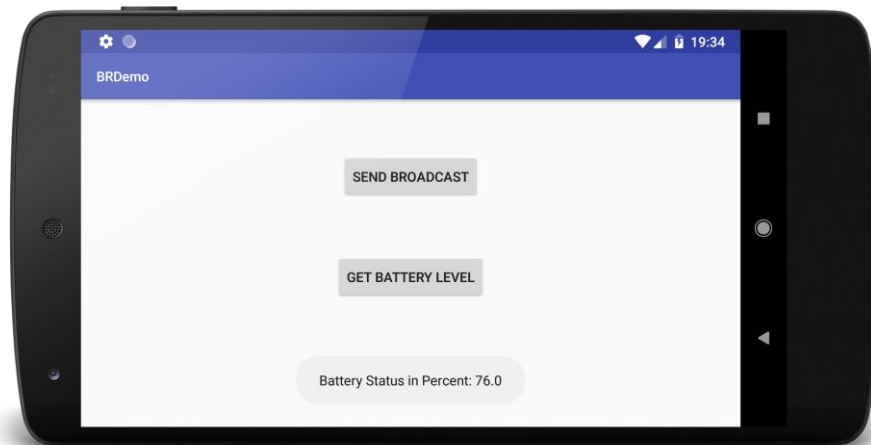 19:34
BRDemo
SEND BROADCAST
GET BATTERY LEVEL
Battery Status in Percent: 76.0